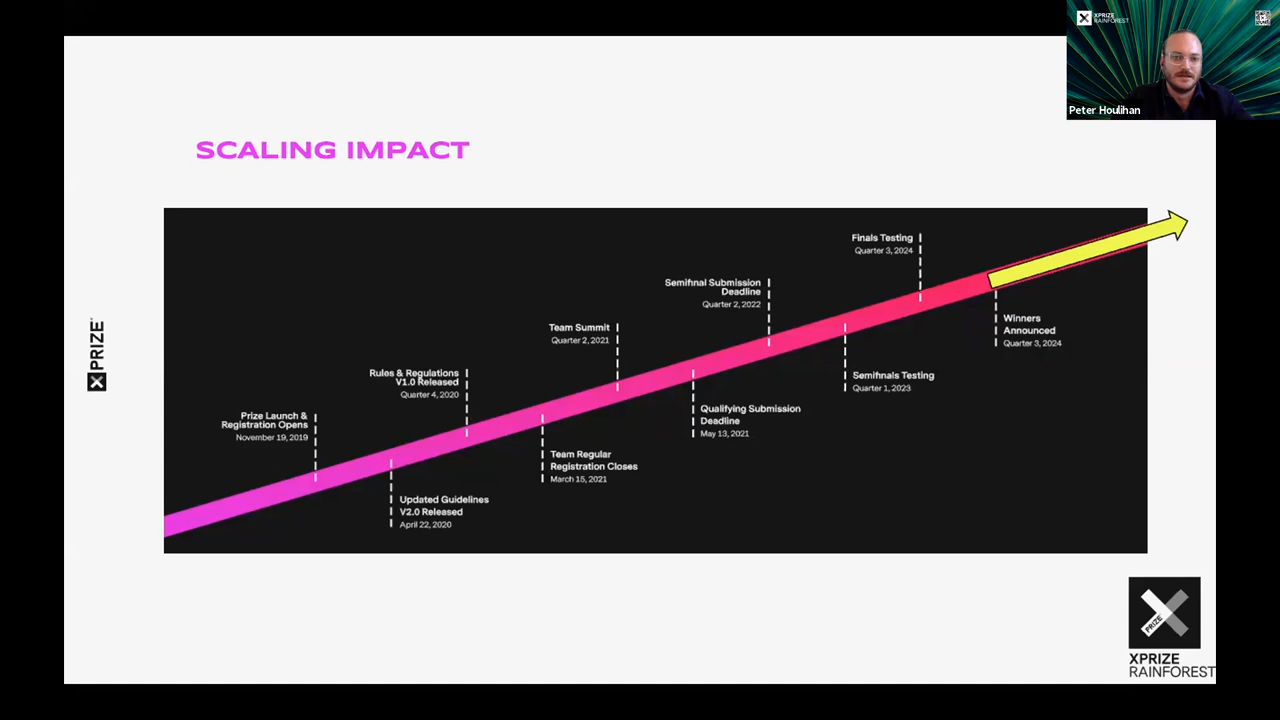 XPRIZE
RAINFOREST
Peter Houlihan
SCALING IMPACT
Finals Testing
Quarter 3, 2024
Semifinal Submission
Deadline
Quarter 2, 2022
Winners
Announced
Quarter 3, 2024
Team Summit
Quarter 2, 2021
Semifinals Testing
Quarter 1, 2023
Rules & Regulations
V1.0 Released
Quarter 4, 2020
Qualifying Submission
Deadline
May 13, 2021
Prize Launch &
Registration Opens
November 19, 2019
Team Regular
Registration Closes
March 15, 2021
Updated Guidelines
V2.0 Released
April 22, 2020
XPRIZE
PRIZE
XPRIZE
RAINFOREST